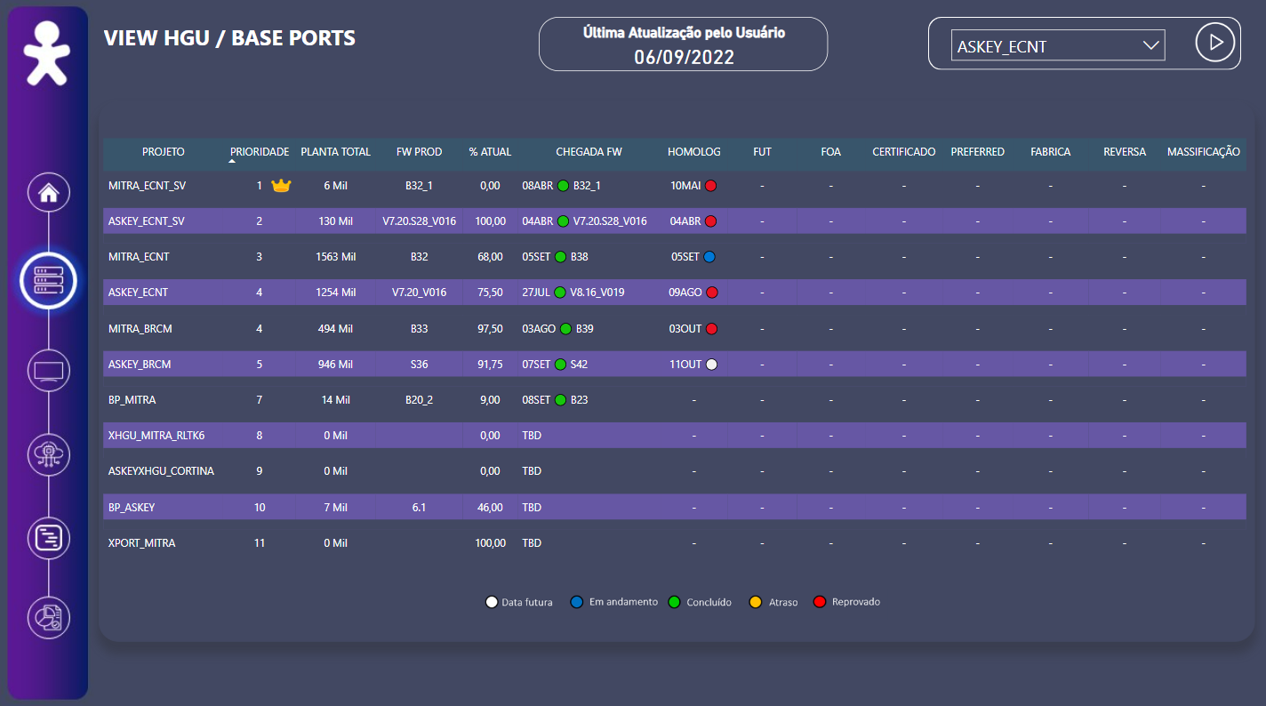 VIEW HGU / BASE PORTS
Última Atualização pelo Usuário
06/09/2022
ASKEY_ECNT
PROJETO PRIORIDADE PLANTA TOTAL FW PROD % ATUAL CHEGADA FW HOMOLOG FUT FOA CERTIFICADO PREFERRED FABRICA REVERSA MASSIFICAÇÃO
MITRA_ECNT_SV 1 6 Mil B32_1 0,00 08ABR B32_1 10MAI - - - - - - -
ASKEY_ECNT_SV 2 130 Mil V7.20.S28_V016 100,00 04ABR V7.20.S28_V016 04ABR - - - - - - -
MITRA_ECNT 3 1563 Mil B32 68,00 05SET B38 05SET - - - - - - -
ASKEY_ECNT 4 1254 Mil V7.20_V016 75,50 27JUL V8.16_V019 09AGO - - - - - - -
MITRA_BRCM 4 494 Mil B33 97,50 03AGO B39 03OUT - - - - - - -
ASKEY_BRCM 5 946 Mil S36 91,75 07SET S42 11OUT - - - - - - -
BP_MITRA 7 14 Mil B20_2 9,00 08SET B23 - - - - - - - -
XHGU_MITRA_RLTK6 8 0 Mil 0,00 TBD - - - - - - - -
ASKEYXHGU_CORTINA 9 0 Mil 0,00 TBD - - - - - - - -
BP_ASKEY 10 7 Mil 6.1 46,00 TBD - - - - - - - -
XPORT_MITRA 11 0 Mil 100,00 TBD - - - - - - - -
Data futura Em andamento Concluído Atraso Reprovado